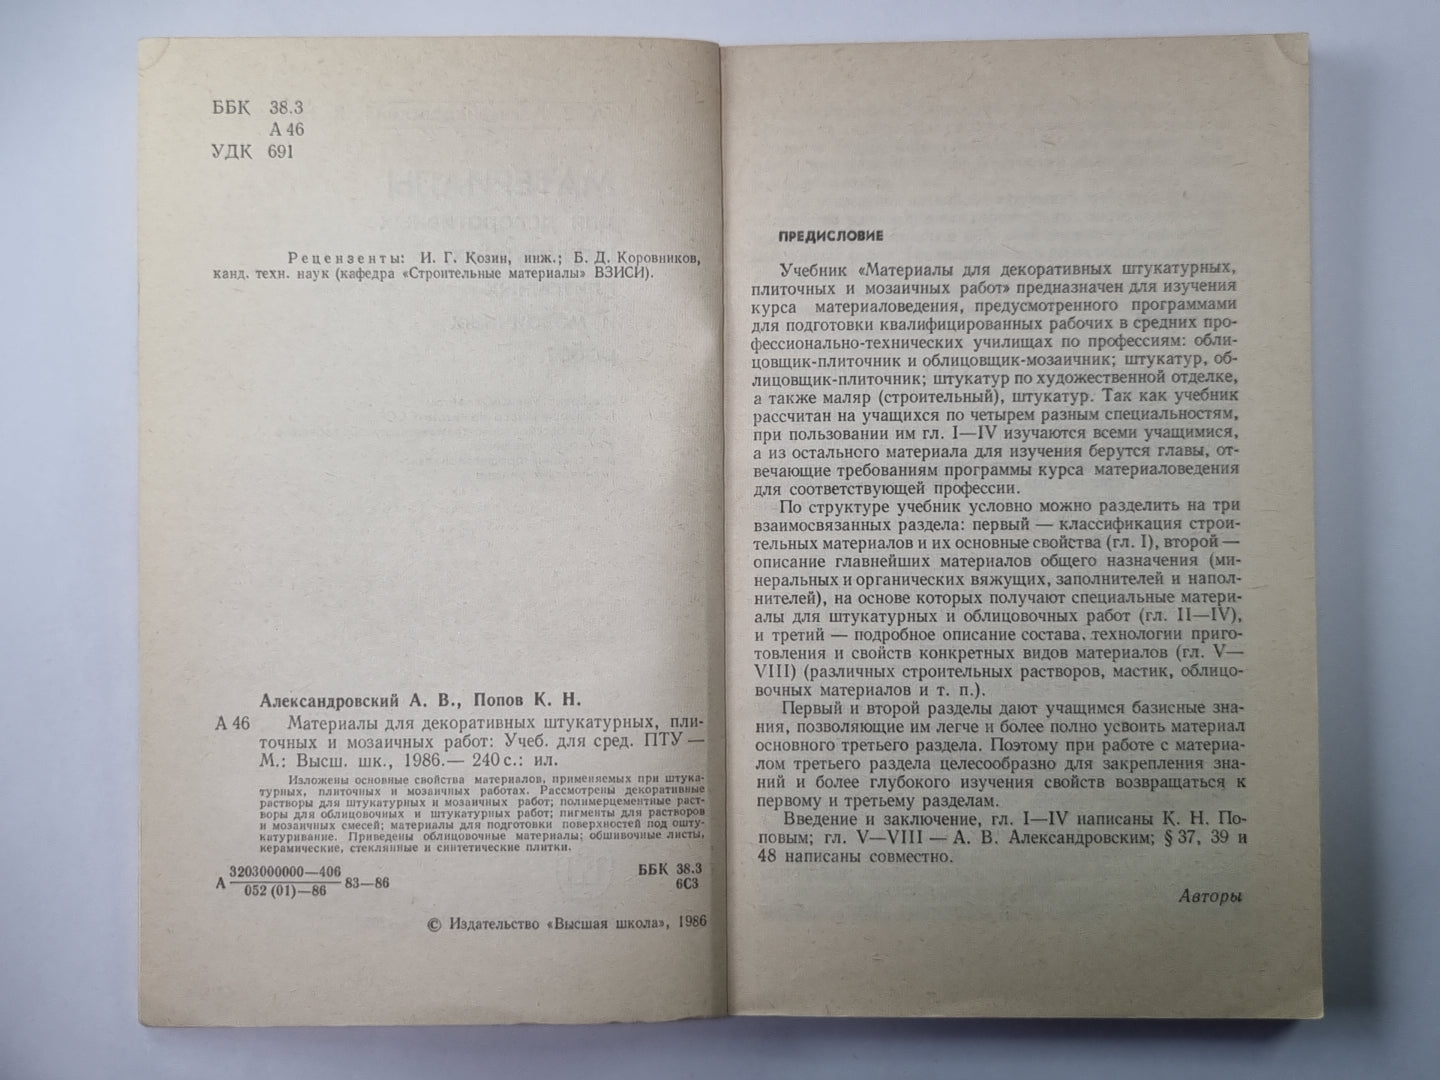 ББК 38.3
А 46
УДК 691
Рецензенты: И. Г. Козин, инж.; Б. Д. Коровников,
канд. техн. наук (кафедра «Строительные материалы» ВЗИСИ).
Александровский А. В., Попов К. Н.
А 46 Материалы для декоративных штукатурных, пли-
точных и мозаичных работ: Учеб. для сред. ПТУ —
М.: Высш. шк., 1986.— 240 с.: ил.
Изложены основные свойства материалов, применяемых при штука-
турных, плиточных и мозаичных работах. Рассмотрены декоративные
растворы для штукатурных и мозаичных работ; полимерцементные раст-
воры для облицовочных и штукатурных работ; пигменты для растворов
и мозаичных смесей; материалы для подготовки поверхностей под ошту-
катуривание. Приведены облицовочные материалы; обшивочные листы,
керамические, стеклянные и синтетические плитки.
3203000000—406
А 83—86
052 (01)—86
ББК 38.3
6С3
© Издательство «Высшая школа», 1986
ПРЕДИСЛОВИЕ
Учебник «Материалы для декоративных штукатурных,
плиточных и мозаичных работ» предназначен для изучения
курса материаловедения, предусмотренного программами
для подготовки квалифицированных рабочих в средних про-
фессионально-технических училищах по профессиям: обли-
цовщик-плиточник и облицовщик-мозаичник; штукатур, об-
лицовщик-плиточник; штукатур по художественной отделке,
а также маляр (строительный), штукатур. Так как учебник
рассчитан на учащихся по четырем разным специальностям,
при пользовании им гл. I—IV изучаются всеми учащимися,
а из остального материала для изучения берутся главы, от-
вечающие требованиям программы курса материаловедения
для соответствующей профессии.
По структуре учебник условно можно разделить на три
взаимосвязанных раздела: первый — классификация строи-
тельных материалов и их основные свойства (гл. I), второй —
описание главнейших материалов общего назначения (ми-
неральных и органических вяжущих, заполнителей и напол-
нителей), на основе которых получают специальные матери-
алы для штукатурных и облицовочных работ (гл. II—IV),
и третий — подробное описание состава, технологии приго-
товления и свойств конкретных видов материалов (гл. V—
VIII) (различных строительных растворов, мастик, облицо-
вочных материалов и т. п.).
Первый и второй разделы дают учащимся базисные зна-
ния, позволяющие им легче и более полно усвоить материал
основного третьего раздела. Поэтому при работе с материа-
лом третьего раздела целесообразно для закрепления зна-
ний и более глубокого изучения свойств возвращаться к
первому и третьему разделам.
Введение и заключение, гл. I—IV написаны К. Н. По-
повым; гл. V—VIII — А. В. Александровским; § 37, 39 и
48 написаны совместно.
Авторы